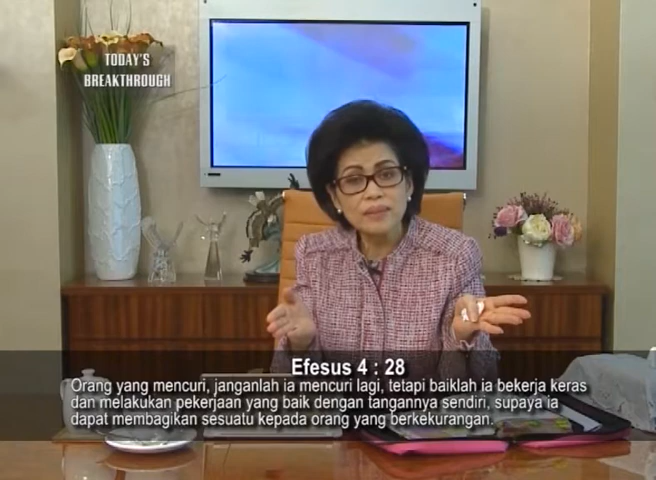 TODAY'S
BREAKTHROUGH
Efesus 4 : 28
Orang yang mencuri, janganlah ia mencuri lagi, tetapi baiklah ia bekerja keras
dan melakukan pekerjaan yang baik dengan tangannya sendiri, supaya ia
dapat membagikan sesuatu kepada orang yang berkekurangan.